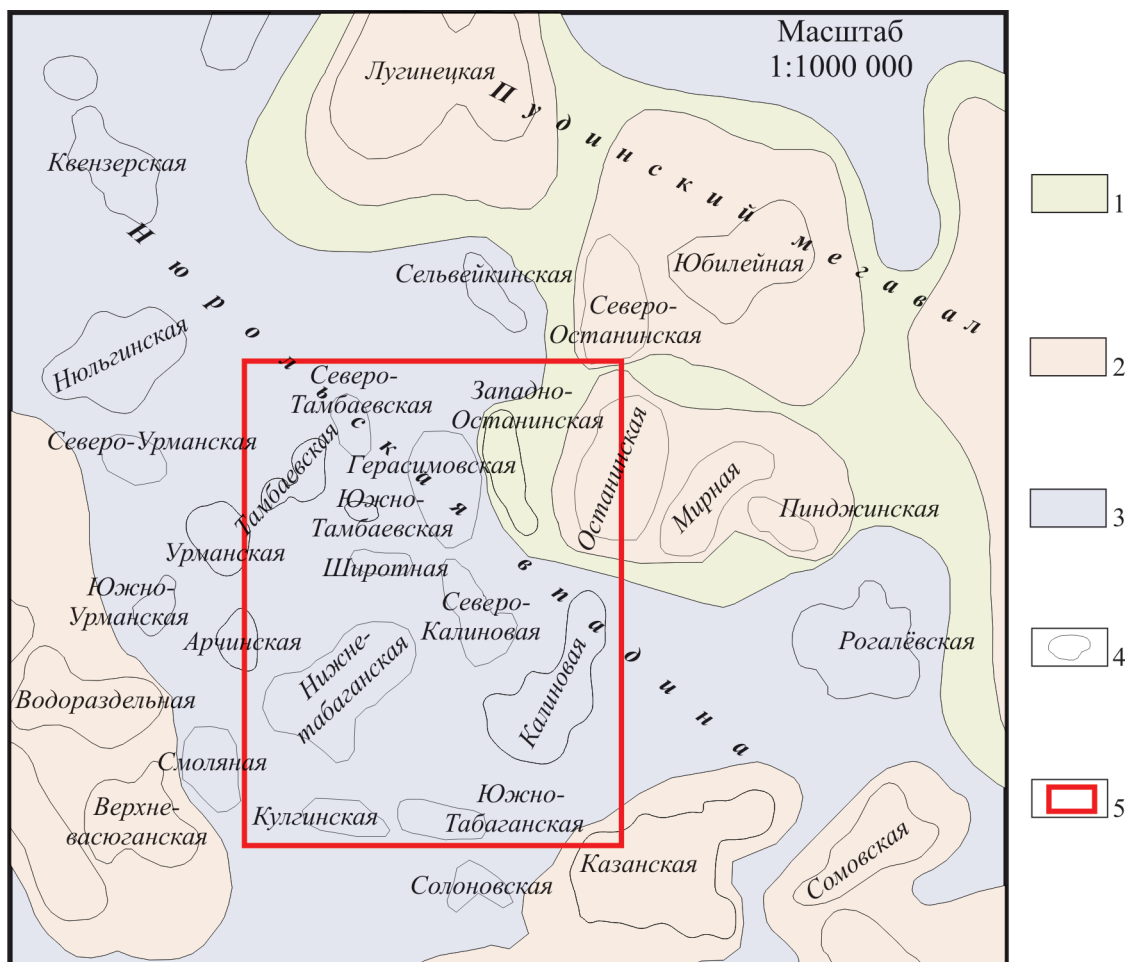 Масштаб
1:1000 000
Лугинецкая
Пудинский мегавал
Квензерская
Нюрольская впадина
Сельвейкинская
Юбилейная
Северо-
Останинская
Нюльгинская
Северо-
Тамбаевская
Западно-
Останинская
Северо-Урманская
Тамбаевская
Герасимовская
Останинская
Мирная
Пинджинская
Южно-
Тамбаевская
Урманская
Широтная
Южно-
Урманская
Северо-
Калиновая
Арчинская
Рогалёвская
Нижне-
табаганская
Калиновая
Водораздельная
Смоляная
Верхне-
васюганская
Кулгинская
Южно-
Табаганская
Казанская
Сомовская
Солоновская
1
2
3
4
5